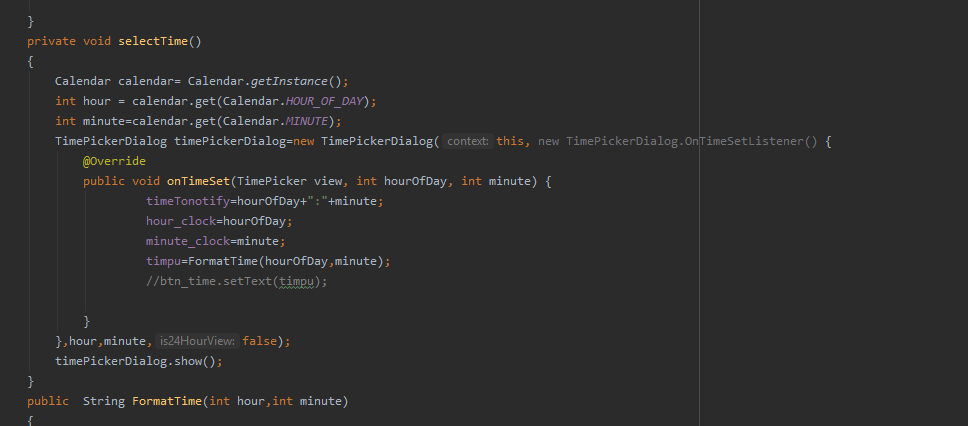 }
private void selectTime()
{
Calendar calendar= Calendar.getInstance();
int hour = calendar.get(Calendar.HOUR_OF_DAY);
int minute=calendar.get(Calendar.MINUTE);
TimePickerDialog timePickerDialog=new TimePickerDialog( context: this, new TimePickerDialog.OnTimeSetListener() {
@Override
public void onTimeSet(TimePicker view, int hourOfDay, int minute) {
timeTonotify=hourOfDay+":"+minute;
hour_clock=hourOfDay;
minute_clock=minute;
timpu=FormatTime(hourOfDay,minute);
//btn_time.setText(timpu);
}
},hour,minute, is24HourView: false);
timePickerDialog.show();
}
public  String FormatTime(int hour,int minute)
{